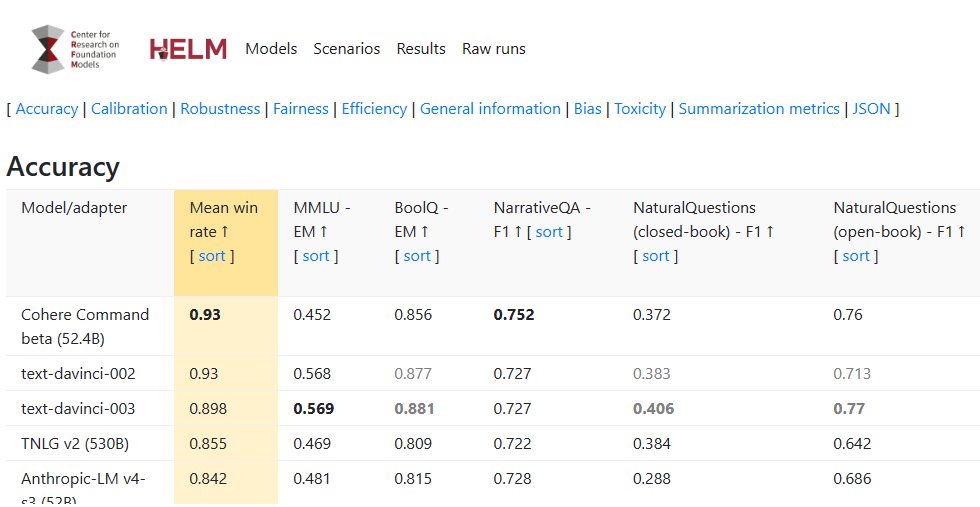 Center for
Research on
Foundation
Models
HELM
Models Scenarios Results Raw runs
[ Accuracy | Calibration | Robustness | Fairness | Efficiency | General information | Bias | Toxicity | Summarization metrics | JSON ]
Accuracy
Model/adapter Mean win MMLU - BoolQ - NarrativeQA - NaturalQuestions NaturalQuestions
rate ↑ EM ↑ EM ↑ F1 ↑ [ sort ] (closed-book) - F1 ↑ (open-book) - F1 ↑
[ sort ] [ sort ] [ sort ] [ sort ] [ sort ]
Cohere Command 0.93 0.452 0.856 0.752 0.372 0.76
beta (52.4B)
text-davinci-002 0.93 0.568 0.877 0.727 0.383 0.713
text-davinci-003 0.898 0.569 0.881 0.727 0.406 0.77
TNLG v2 (530B) 0.855 0.469 0.809 0.722 0.384 0.642
Anthropic-LM v4- 0.842 0.481 0.815 0.728 0.288 0.686
s3 (52B)